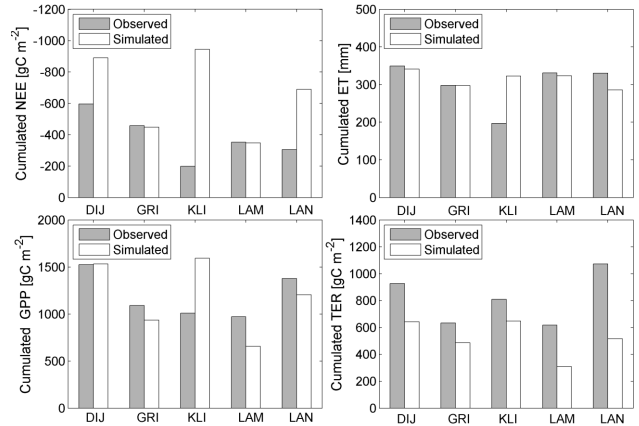 Cumulated NEE [gC m-2]
-1200
-1000
-800
-600
-400
-200
0
Observed
Simulated
DIJ GRI KLI LAM LAN
Cumulated ET [mm]
500
400
300
200
100
0
Observed
Simulated
DIJ GRI KLI LAM LAN
Cumulated GPP [gC m-2]
2000
1500
1000
500
0
Observed
Simulated
DIJ GRI KLI LAM LAN
Cumulated TER [gC m-2]
1400
1200
1000
800
600
400
200
0
Observed
Simulated
DIJ GRI KLI LAM LAN